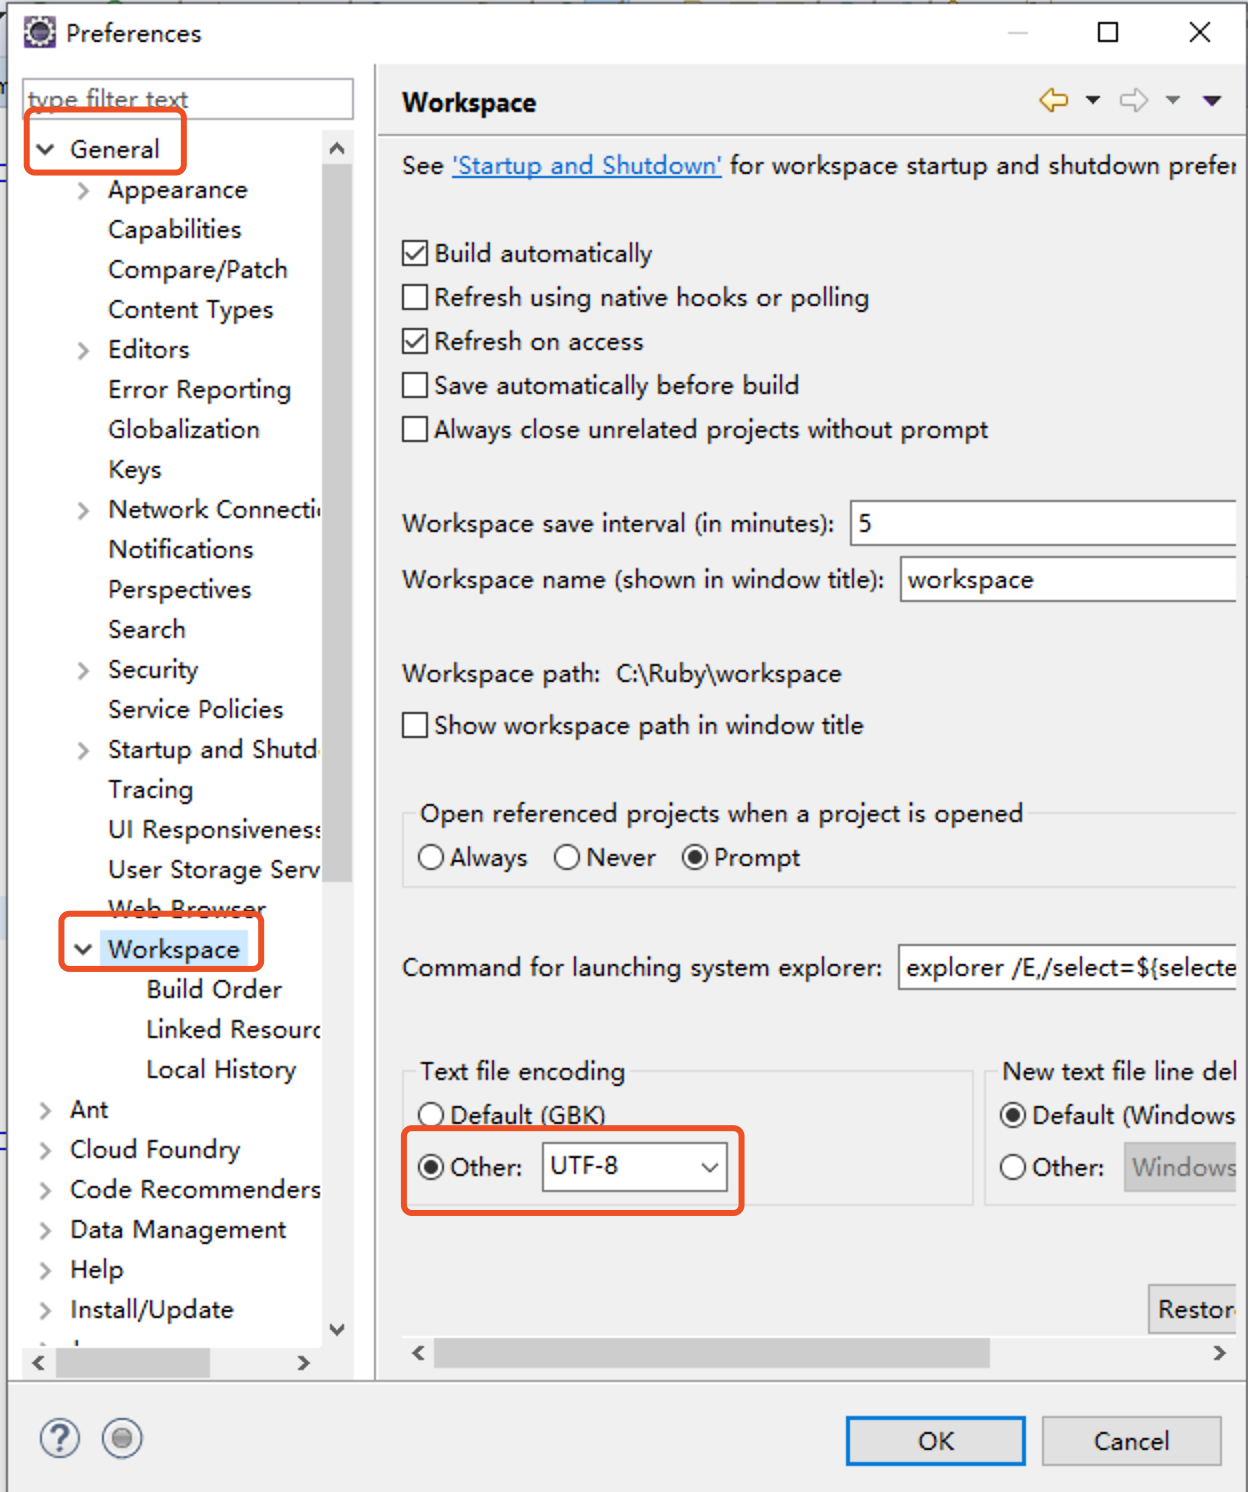 Preferences
type filter text
General
Appearance
Capabilities
Compare/Patch
Content Types
Editors
Error Reporting
Globalization
Keys
Network Connecti
Notifications
Perspectives
Search
Security
Service Policies
Startup and Shutd
Tracing
UI Responsiveness
User Storage Serv
Web Browser
Workspace
Build Order
Linked Resourc
Local History
Ant
Cloud Foundry
Code Recommenders
Data Management
Help
Install/Update
Workspace
See 'Startup and Shutdown' for workspace startup and shutdown prefer
Build automatically
Refresh using native hooks or polling
Refresh on access
Save automatically before build
Always close unrelated projects without prompt
Workspace save interval (in minutes): 5
Workspace name (shown in window title): workspace
Workspace path: C:\Ruby\workspace
Show workspace path in window title
Open referenced projects when a project is opened
Always Never Prompt
Command for launching system explorer: explorer /E,/select=${selecte
Text file encoding
Default (GBK)
Other: UTF-8
New text file line del
Default (Windows
Other: Windows
Restor
OK Cancel